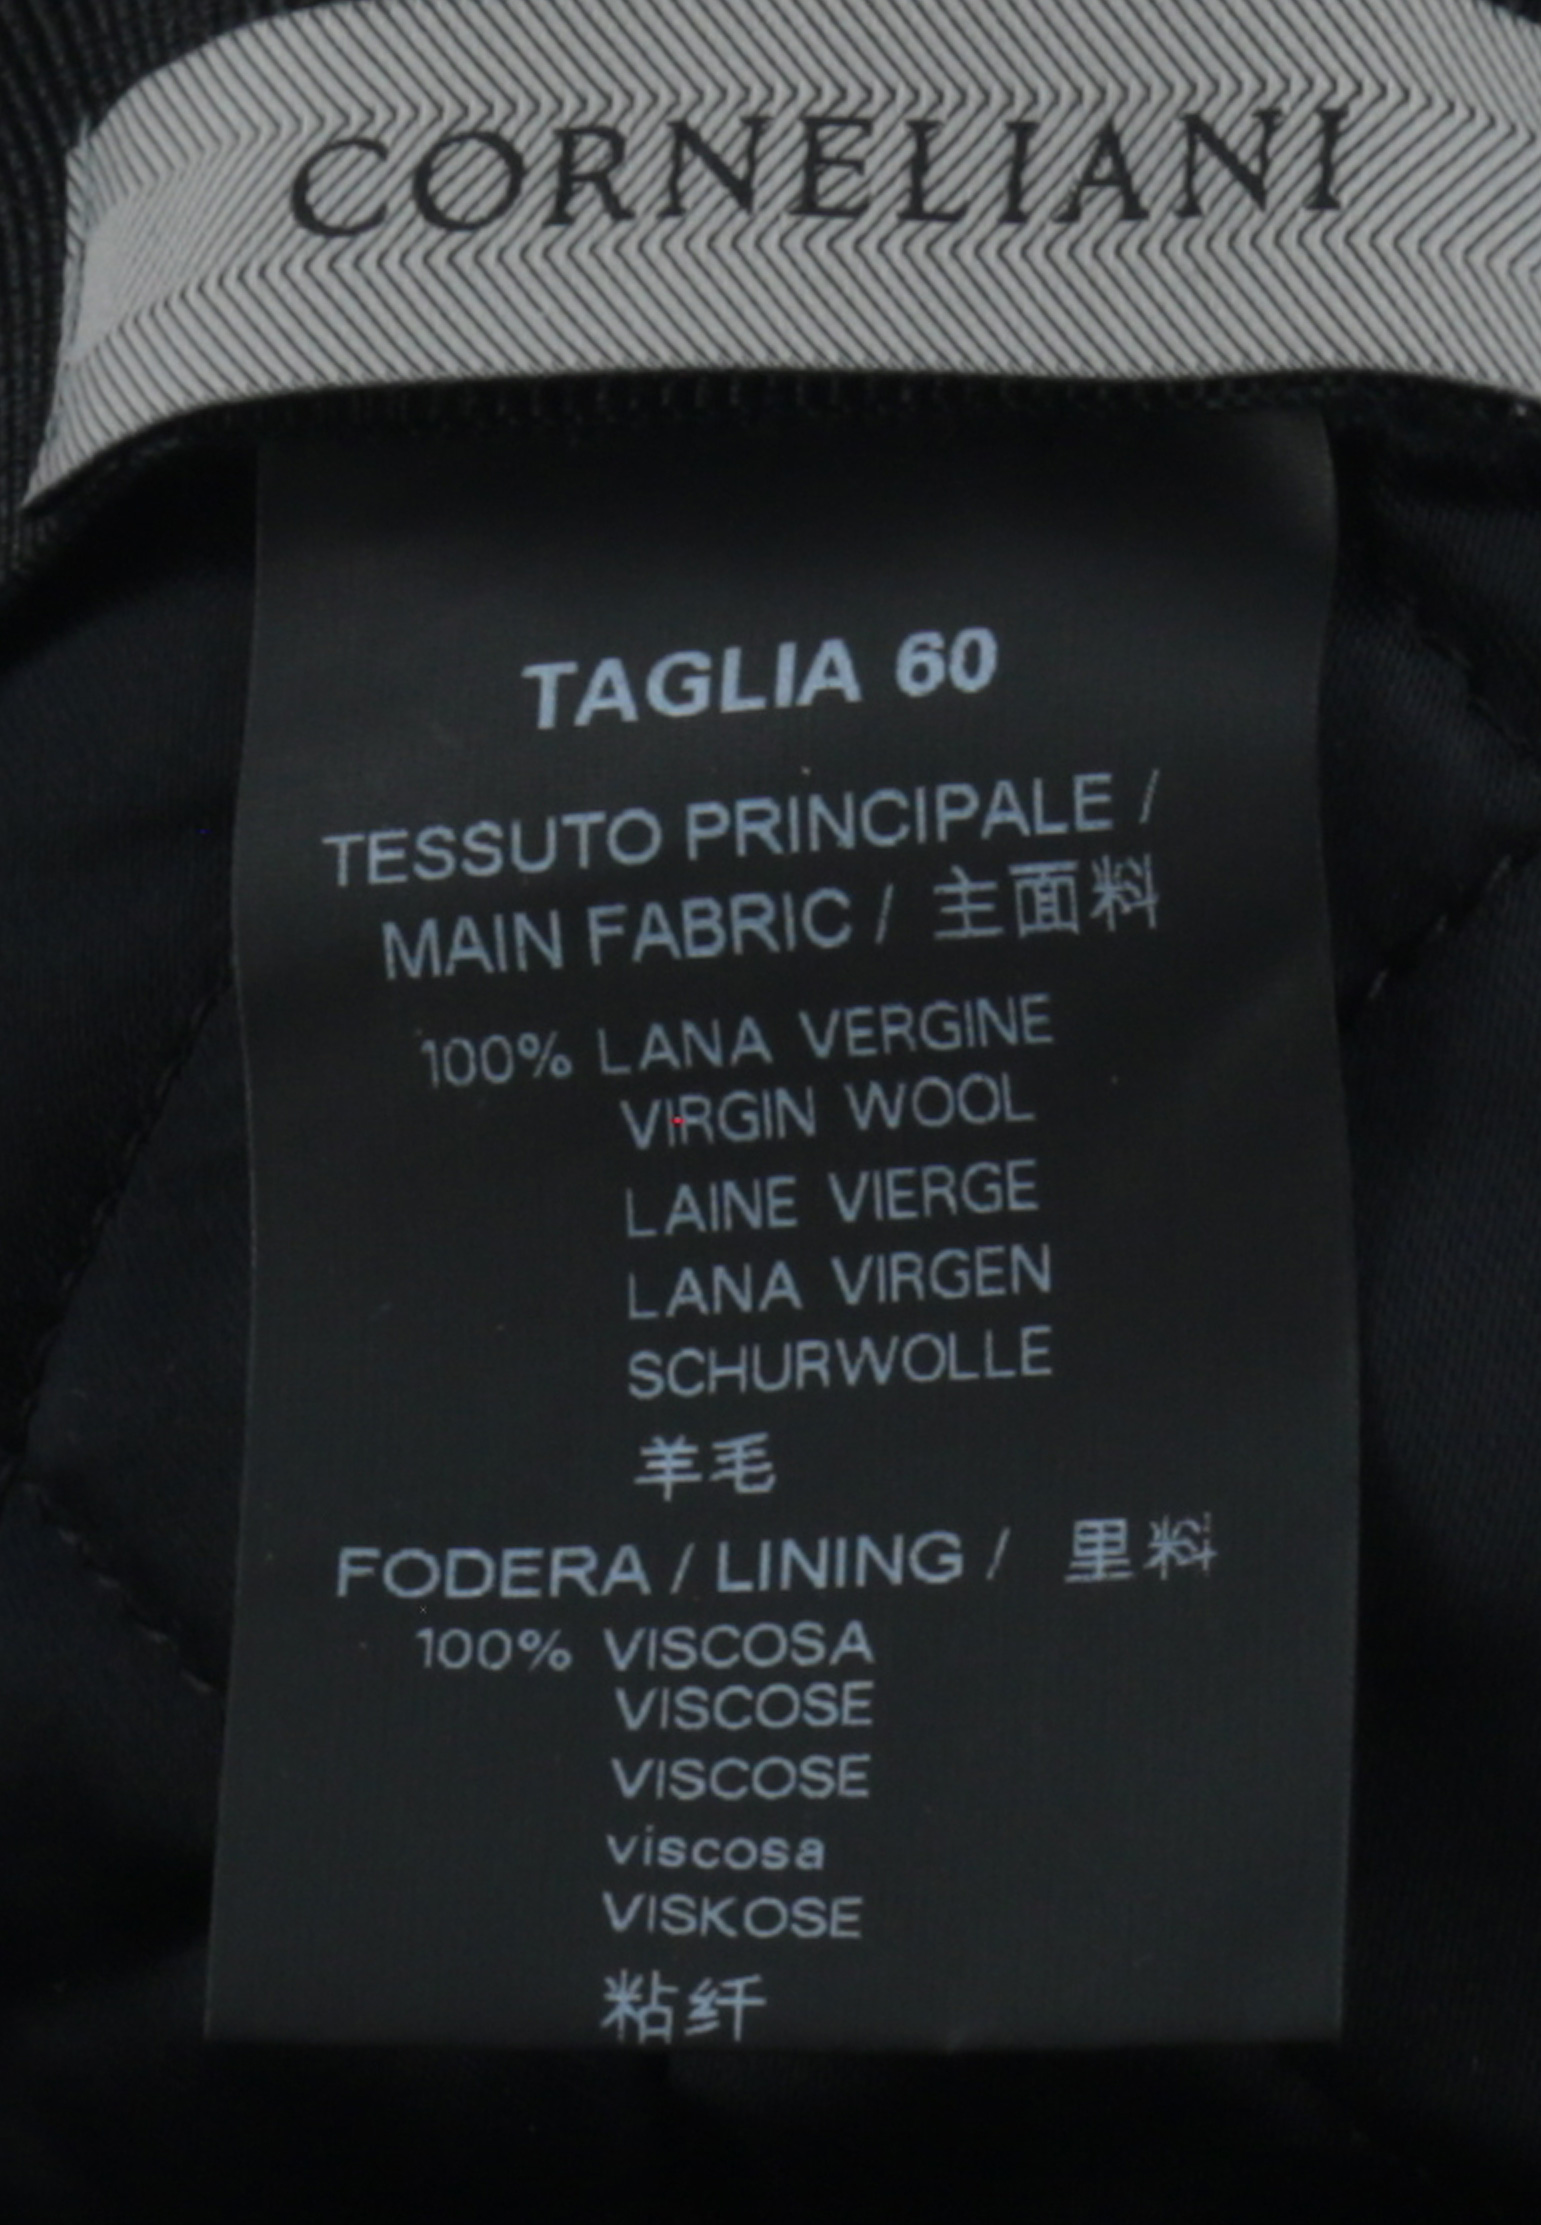 CORNELIANI
TAGLIA 60
TESSUTO PRINCIPALE /
MAIN FABRIC / 主面料
100% LANA VERGINE
VIRGIN WOOL
LAINE VIERGE
LANA VIRGEN
SCHURWOLLE
羊毛
FODERA / LINING / 里料
100% VISCOSA
VISCOSE
VISCOSE
viscosa
VISKOSE
粘纤